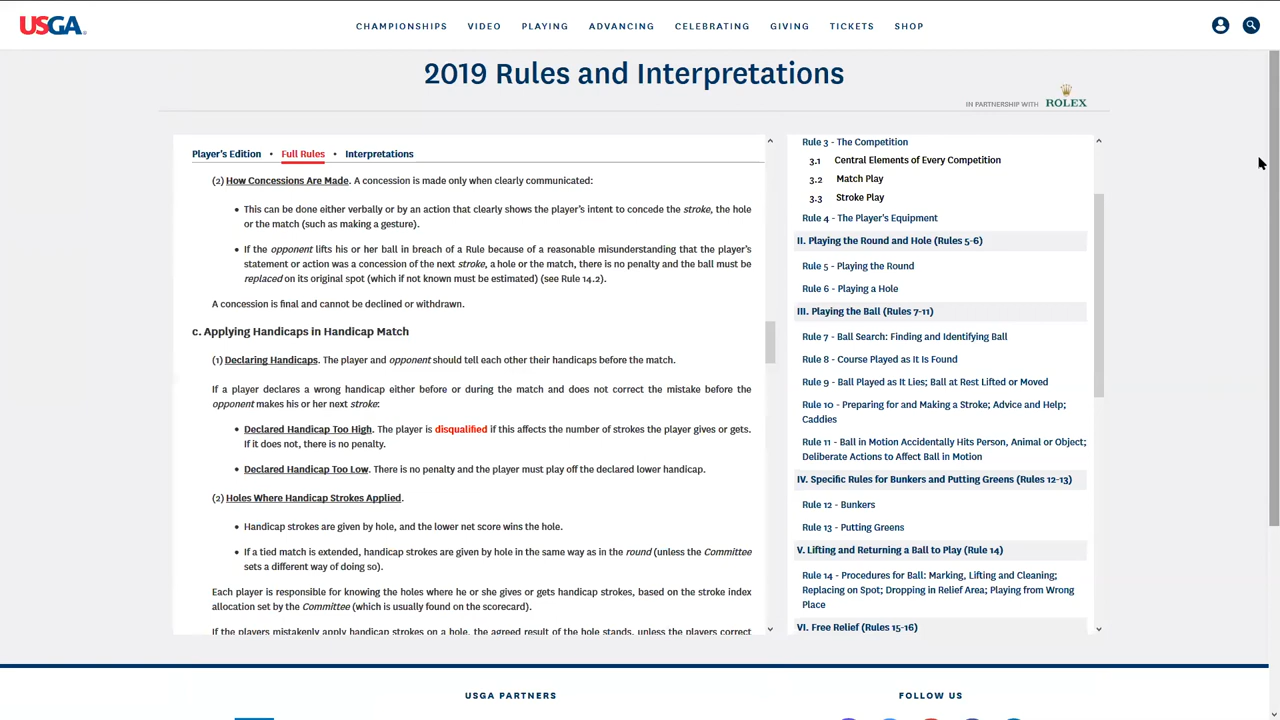 USGA
CHAMPIONSHIPS VIDEO PLAYING ADVANCING CELEBRATING GIVING TICKETS SHOP
2019 Rules and Interpretations
IN PARTNERSHIP WITH ROLEX
Player's Edition • Full Rules • Interpretations
(2) How Concessions Are Made. A concession is made only when clearly communicated:
• This can be done either verbally or by an action that clearly shows the player's intent to concede the stroke, the hole
or the match (such as making a gesture).
• If the opponent lifts his or her ball in breach of a Rule because of a reasonable misunderstanding that the player's
statement or action was a concession of the next stroke, a hole or the match, there is no penalty and the ball must be
replaced on its original spot (which if not known must be estimated) (see Rule 14.2).
A concession is final and cannot be declined or withdrawn.
c. Applying Handicaps in Handicap Match
(1) Declaring Handicaps. The player and opponent should tell each other their handicaps before the match.
If a player declares a wrong handicap either before or during the match and does not correct the mistake before the
opponent makes his or her next stroke:
• Declared Handicap Too High. The player is disqualified if this affects the number of strokes the player gives or gets.
If it does not, there is no penalty.
• Declared Handicap Too Low. There is no penalty and the player must play off the declared lower handicap.
(2) Holes Where Handicap Strokes Applied.
• Handicap strokes are given by hole, and the lower net score wins the hole.
• If a tied match is extended, handicap strokes are given by hole in the same way as in the round (unless the Committee
sets a different way of doing so).
Each player is responsible for knowing the holes where he or she gives or gets handicap strokes, based on the stroke index
allocation set by the Committee (which is usually found on the scorecard).
If the players mistakenly apply handicap strokes on a hole, the agreed result of the hole stands, unless the players correct
Rule 3 - The Competition
3.1 Central Elements of Every Competition
3.2 Match Play
3.3 Stroke Play
Rule 4 - The Player's Equipment
II. Playing the Round and Hole (Rules 5-6)
Rule 5 - Playing the Round
Rule 6 - Playing a Hole
III. Playing the Ball (Rules 7-11)
Rule 7 - Ball Search: Finding and Identifying Ball
Rule 8 - Course Played as It Is Found
Rule 9 - Ball Played as It Lies; Ball at Rest Lifted or Moved
Rule 10 - Preparing for and Making a Stroke; Advice and Help;
Caddies
Rule 11 - Ball in Motion Accidentally Hits Person, Animal or Object;
Deliberate Actions to Affect Ball in Motion
IV. Specific Rules for Bunkers and Putting Greens (Rules 12-13)
Rule 12 - Bunkers
Rule 13 - Putting Greens
V. Lifting and Returning a Ball to Play (Rule 14)
Rule 14 - Procedures for Ball: Marking, Lifting and Cleaning;
Replacing on Spot; Dropping in Relief Area; Playing from Wrong
Place
VI. Free Relief (Rules 15-16)
USGA PARTNERS
FOLLOW US